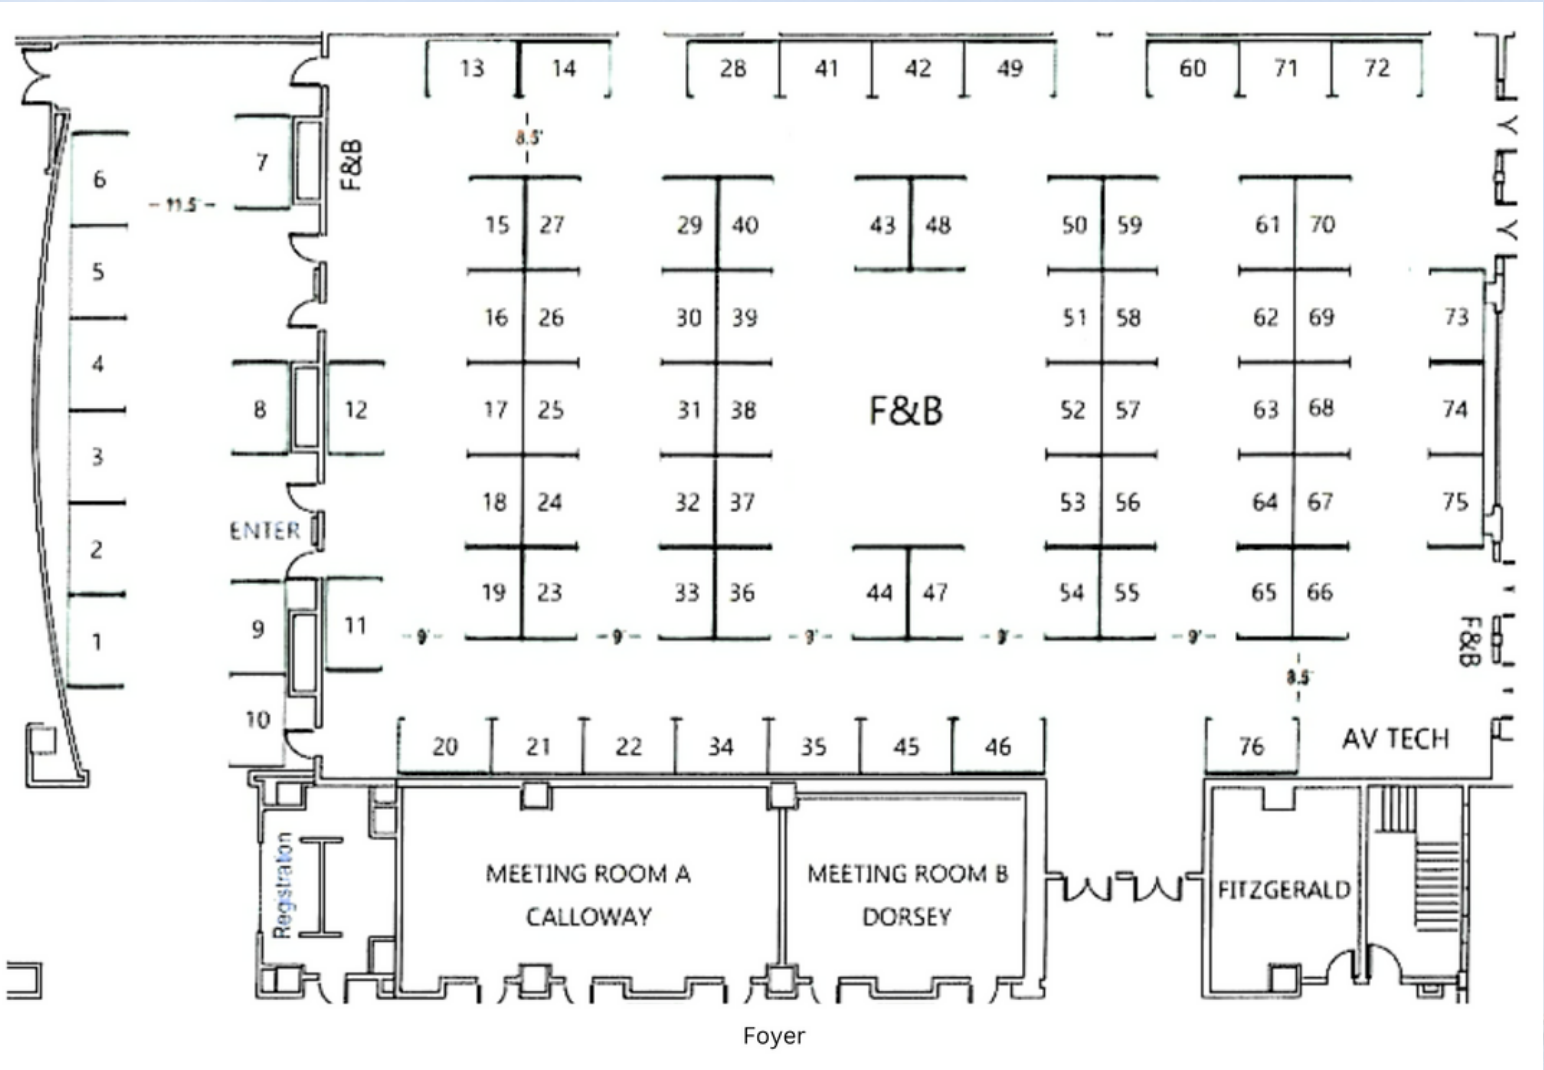 13 14 28 41 42 49 60 71 72
F&B
8.5'
7
6
- 11.5' -
Y
15 27 29 40 43 48 50 59 61 70
Y
5
16 26 30 39 51 58 62 69 73
4
8 12 17 25 31 38 F&B 52 57 63 68 74
3
18 24 32 37 53 56 64 67 75
ENTER
2
19 23 33 36 44 47 54 55 65 66
9 11
1
- 9' - - 9' - - 9' - - 9' - - 9' -
F&B
8.5'
10
20 21 22 34 35 45 46 76 AV TECH
Registration
MEETING ROOM A
CALLOWAY
MEETING ROOM B
DORSEY
FITZGERALD
Foyer